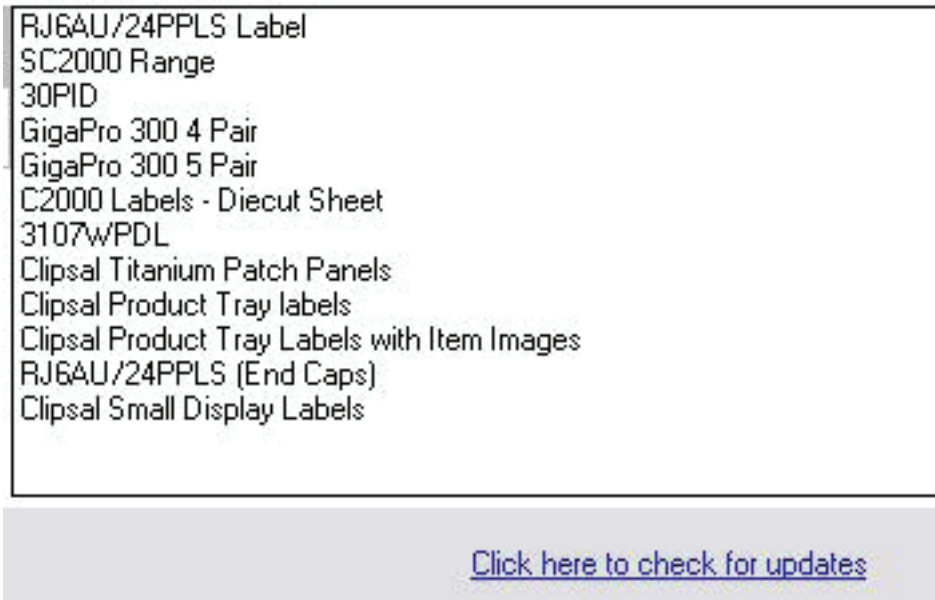 RJ6AU/24PPLS Label
SC2000 Range
30PID
GigaPro 300 4 Pair
GigaPro 300 5 Pair
C2000 Labels - Diecut Sheet
3107WPDL
Clipsal Titanium Patch Panels
Clipsal Product Tray labels
Clipsal Product Tray Labels with Item Images
RJ6AU/24PPLS (End Caps)
Clipsal Small Display Labels
Click here to check for updates